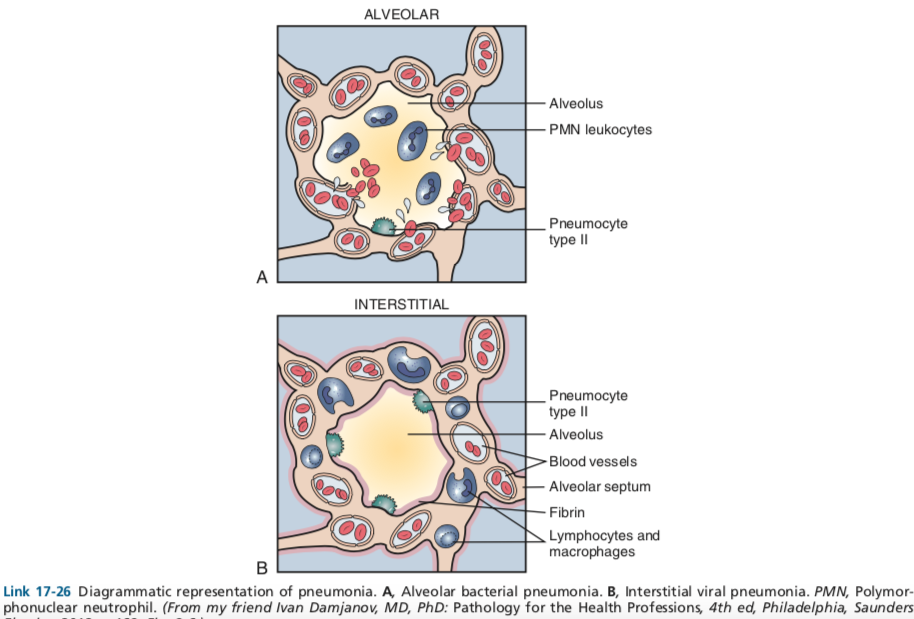 ALVEOLAR
Alveolus
PMN leukocytes
Pneumocyte
type II
A
INTERSTITIAL
Pneumocyte
type II
Alveolus
Blood vessels
Alveolar septum
Fibrin
Lymphocytes and
macrophages
B
Link 17-26 Diagrammatic representation of pneumonia. A, Alveolar bacterial pneumonia. B, Interstitial viral pneumonia. PMN, Polymor-
phonuclear neutrophil. (From my friend Ivan Damjanov, MD, PhD: Pathology for the Health Professions, 4th ed, Philadelphia, Saunders